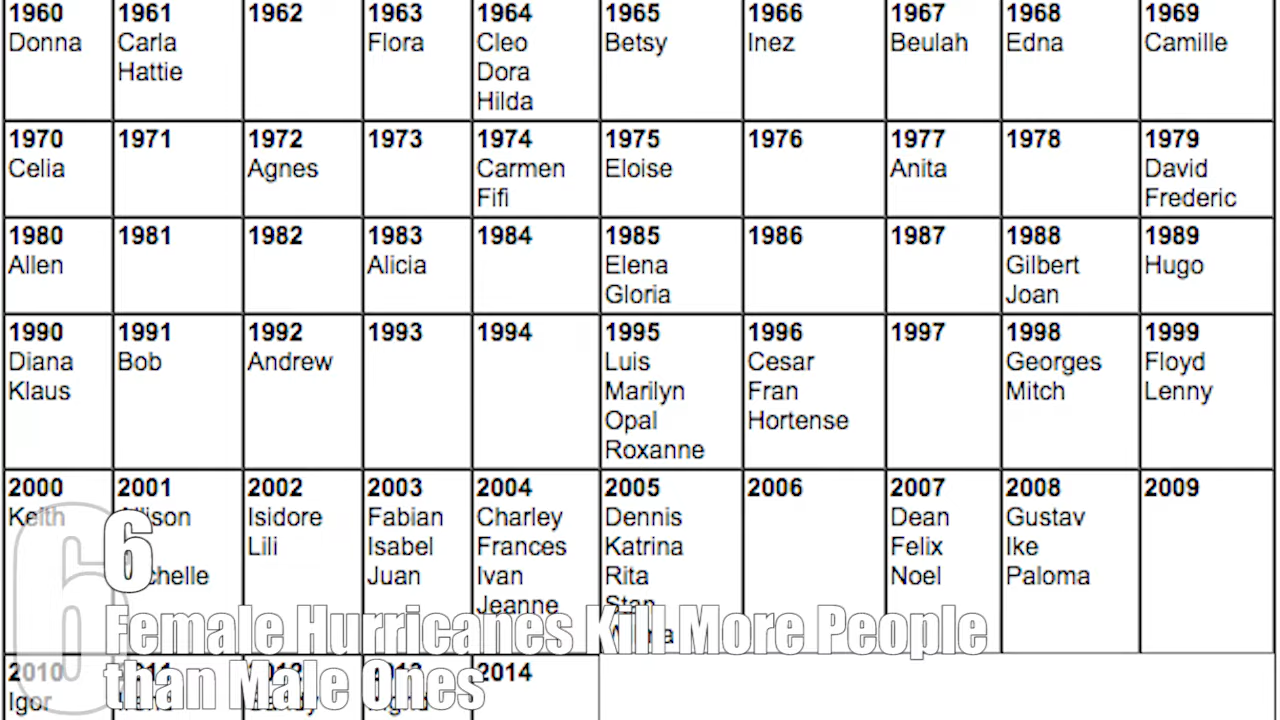 1960 1961 1962 1963 1964 1965 1966 1967 1968 1969
Donna Carla Flora Cleo Betsy Inez Beulah Edna Camille
Hattie Dora
Hilda
1970 1971 1972 1973 1974 1975 1976 1977 1978 1979
Celia Agnes Carmen Eloise Anita David
Fifi Frederic
1980 1981 1982 1983 1984 1985 1986 1987 1988 1989
Allen Alicia Elena Gilbert Hugo
Gloria Joan
1990 1991 1992 1993 1994 1995 1996 1997 1998 1999
Diana Bob Andrew Luis Cesar Georges Floyd
Klaus Marilyn Fran Mitch Lenny
Opal Hortense
Roxanne
2000 2001 2002 2003 2004 2005 2006 2007 2008 2009
Keith Isidore Fabian Charley Dennis Dean Gustav
Lili Isabel Frances Katrina Felix Ike
Juan Ivan Rita Noel Paloma
Jeanne Stan
6
6
Female Hurricanes Kill More People
than Male Ones
2010 2014
Igor